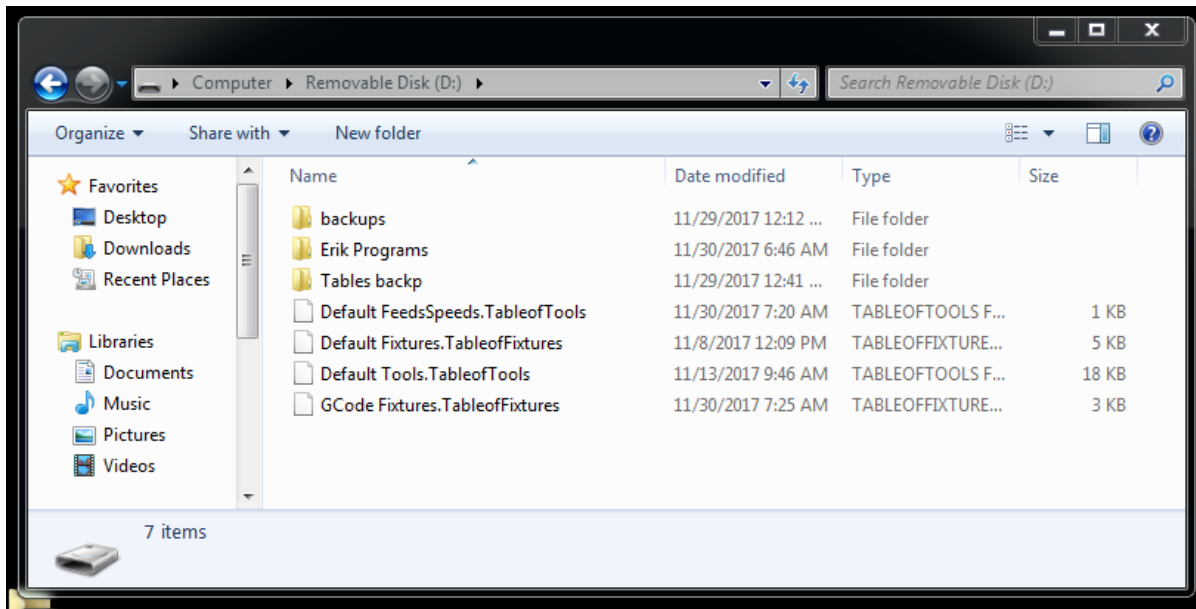 Computer Removable Disk (D:) Search Removable Disk (D:)
Organize Share with New folder
Favorites
Desktop
Downloads
Recent Places
Libraries
Documents
Music
Pictures
Videos
Name Date modified Type Size
backups 11/29/2017 12:12 ... File folder
Erik Programs 11/30/2017 6:46 AM File folder
Tables backp 11/29/2017 12:41 ... File folder
Default FeedsSpeeds.TableofTools 11/30/2017 7:20 AM TABLEOFTOOLS F... 1 KB
Default Fixtures.TableofFixtures 11/8/2017 12:09 PM TABLEOFFIXTURE... 5 KB
Default Tools.TableofTools 11/13/2017 9:46 AM TABLEOFTOOLS F... 18 KB
GCode Fixtures.TableofFixtures 11/30/2017 7:25 AM TABLEOFFIXTURE... 3 KB
7 items